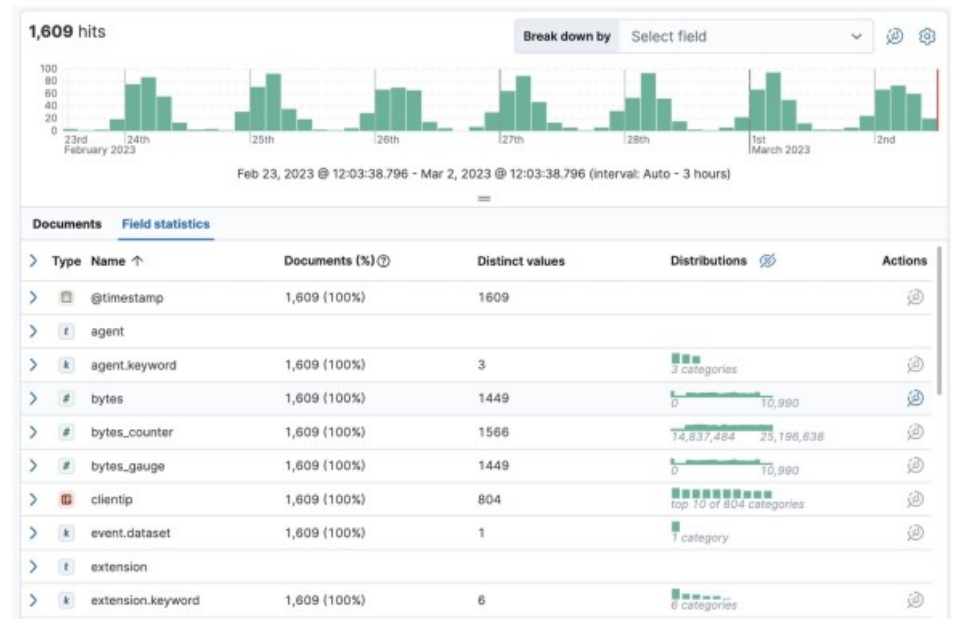 1,609 hits
Break down by Select field
100
80
60
40
20
0
23rd 24th 25th 26th 27th 28th 1st 2nd
February 2023 March 2023
Feb 23, 2023 @ 12:03:38.796 - Mar 2, 2023 @ 12:03:38.796 (interval: Auto - 3 hours)
Documents Field statistics
Type Name ↑ Documents (%) Distinct values Distributions Actions
@timestamp 1,609 (100%) 1609
t agent
k agent.keyword 1,609 (100%) 3 3 categories
# bytes 1,609 (100%) 1449 0 10,990
# bytes_counter 1,609 (100%) 1566 14,837,484 25,196,638
# bytes_gauge 1,609 (100%) 1449 0 10,990
clientip 1,609 (100%) 804 top 10 of 804 categories
k event.dataset 1,609 (100%) 1 1 category
t extension
k extension.keyword 1,609 (100%) 6 6 categories